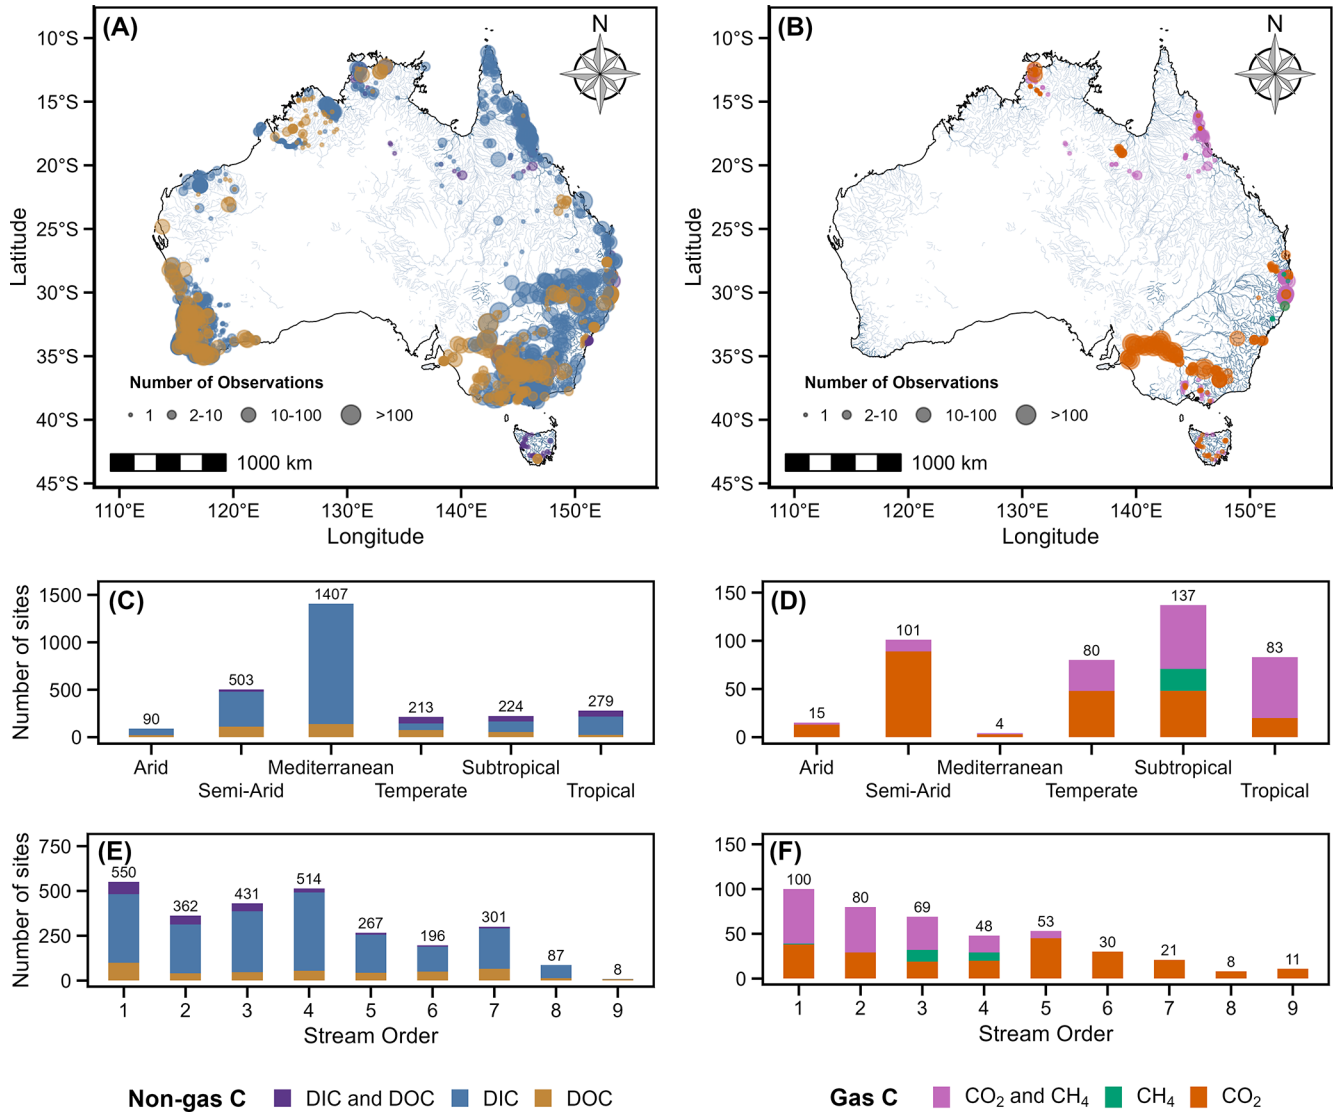 (A)
N
10°S
15°S
20°S
25°S
30°S
35°S
40°S
45°S
Latitude
Number of Observations
1 2-10 10-100 >100
1000 km
110°E 120°E 130°E 140°E 150°E
Longitude
(B)
N
10°S
15°S
20°S
25°S
30°S
35°S
40°S
45°S
Latitude
Number of Observations
1 2-10 10-100 >100
1000 km
110°E 120°E 130°E 140°E 150°E
Longitude
(C)
Number of sites
1500
1000
500
0
90 503 1407 213 224 279
Arid Semi-Arid Mediterranean Temperate Subtropical Tropical
(D)
150
100
50
0
15 101 4 80 137 83
Arid Semi-Arid Mediterranean Temperate Subtropical Tropical
(E)
Number of sites
750
500
250
0
550 362 431 514 267 196 301 87 8
1 2 3 4 5 6 7 8 9
Stream Order
(F)
150
100
50
0
100 80 69 48 53 30 21 8 11
1 2 3 4 5 6 7 8 9
Stream Order
Non-gas C DIC and DOC DIC DOC
Gas C CO₂ and CH₄ CH₄ CO₂